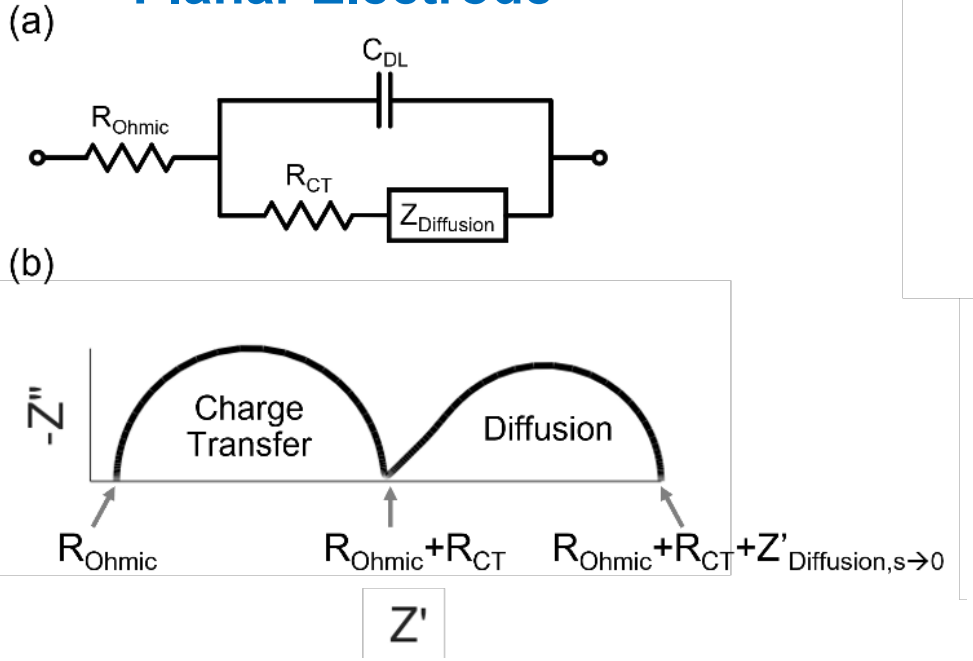 Planar Electrode
(a)
C_DL
R_Ohmic
R_CT
Z_Diffusion
(b)
-Z"
Charge
Transfer
Diffusion
R_Ohmic
R_Ohmic+R_CT
R_Ohmic+R_CT+Z'_Diffusion,s→0
Z'